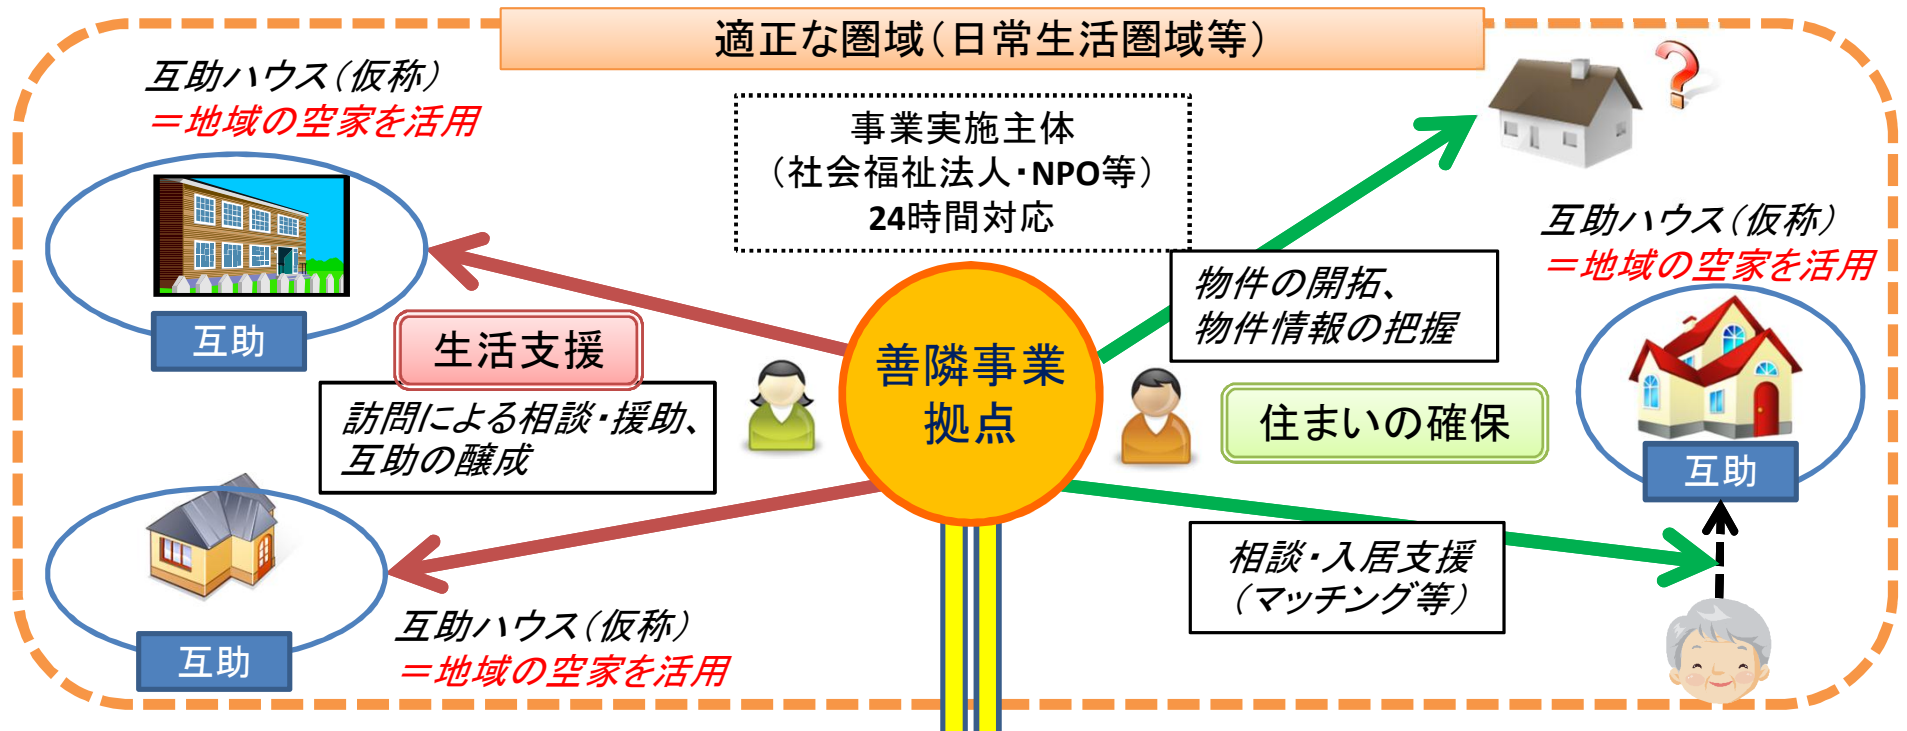 適正な圏域(日常生活圏域等)
互助ハウス(仮称)
＝地域の空家を活用
互助
事業実施主体
(社会福祉法人・NPO等)
24時間対応
生活支援
訪問による相談・援助、
互助の醸成
善隣事業
拠点
物件の開拓、
物件情報の把握
住まいの確保
?
互助ハウス(仮称)
＝地域の空家を活用
互助
相談・入居支援
(マッチング等)
互助
互助ハウス(仮称)
＝地域の空家を活用